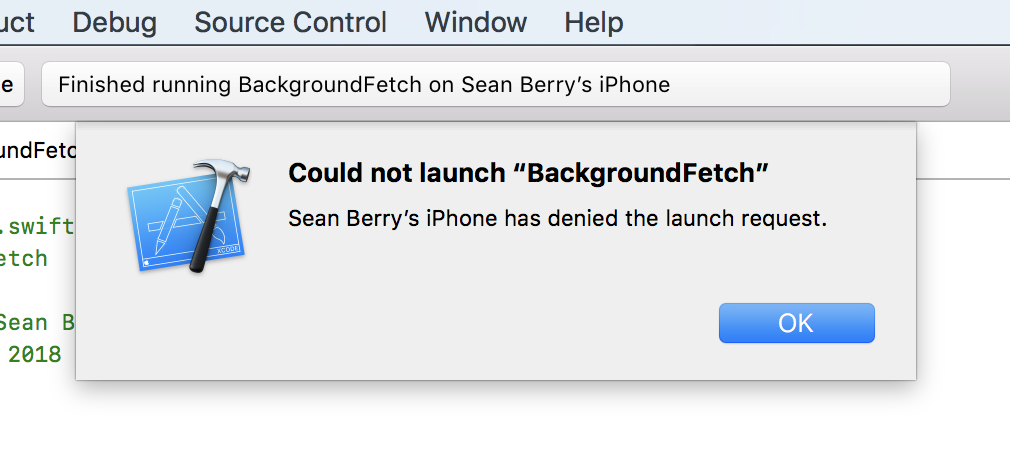 uct Debug Source Control Window Help
e Finished running BackgroundFetch on Sean Berry’s iPhone
undFetc
Could not launch “BackgroundFetch”
Sean Berry’s iPhone has denied the launch request.
XCODE
.swift
etch
Sean B
2018
OK